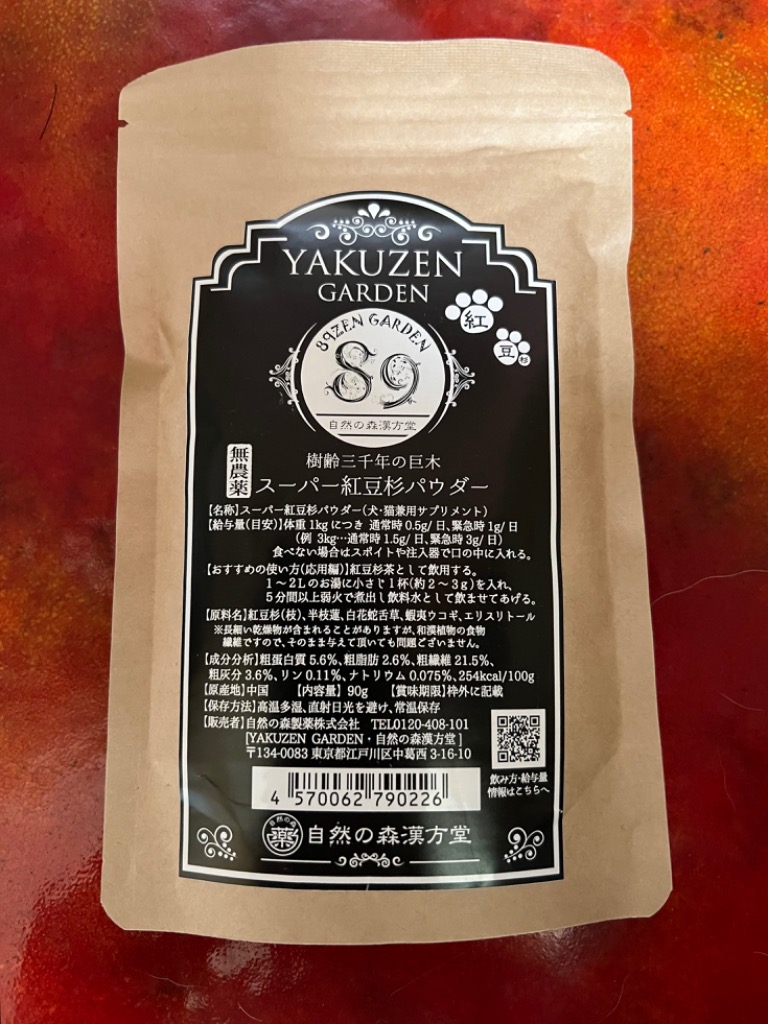 YAKUZEN
GARDEN
紅
豆
杉
89ZEN GARDEN
89
自然の森漢方堂
樹齢三千年の巨木
無農薬
スーパー紅豆杉パウダー
【名称】スーパー紅豆杉パウダー(犬・猫兼用サプリメント)
【給与量(目安)】体重1kgにつき 通常時0.5g/日、緊急時1g/日
(例 3kg…通常時1.5g/日、緊急時3g/日)
食べない場合はスポイトや注入器で口の中に入れる。
【おすすめの使い方(応用編)】紅豆杉茶として飲用する。
1〜2Lのお湯に小さじ1杯(約2〜3g)を入れ、
5分間以上弱火で煮出し飲料水として飲ませてあげる。
【原料名】紅豆杉(枝)、半枝蓮、白花蛇舌草、蝦夷ウコギ、エリスリトール
※長細い乾燥物が含まれることがありますが、和漢植物の食物
繊維ですので、そのまま与えて頂いても問題ございません。
【成分分析】粗蛋白質5.6%、粗脂肪2.6%、粗繊維21.5%、
粗灰分3.6%、リン0.11%、ナトリウム0.075%、254kcal/100g
【原産地】中国 【内容量】90g 【賞味期限】枠外に記載
【保存方法】高温多湿、直射日光を避け、常温保存
【販売者】自然の森製薬株式会社 TEL0120-408-101
[YAKUZEN GARDEN・自然の森漢方堂]
〒134-0083 東京都江戸川区中葛西3-16-10
飲み方・給与量
情報はこちらへ
4 570062 790226
自然の森
薬
自然の森漢方堂